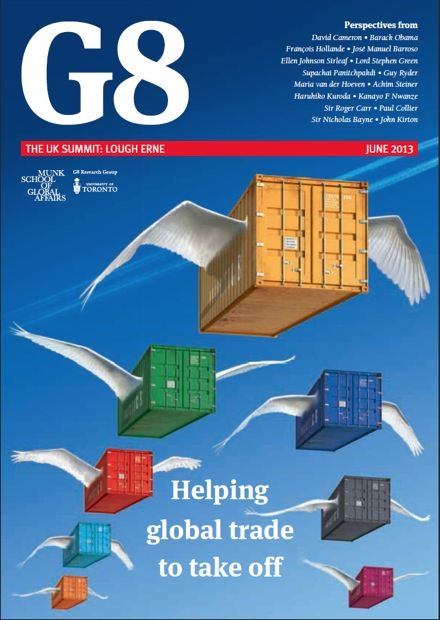 G8
Perspectives from
David Cameron • Barack Obama
François Hollande • José Manuel Barroso
Ellen Johnson Sirleaf • Lord Stephen Green
Supachai Panitchpakdi • Guy Ryder
Maria van der Hoeven • Achim Steiner
Haruhiko Kuroda • Kanayo F Nwanze
Sir Roger Carr • Paul Collier
Sir Nicholas Bayne • John Kirton
THE UK SUMMIT: LOUGH ERNE
JUNE 2013
MUNK
SCHOOL
OF
GLOBAL
AFFAIRS
G8 Research Group
UNIVERSITY OF
TORONTO
Helping
global trade
to take off